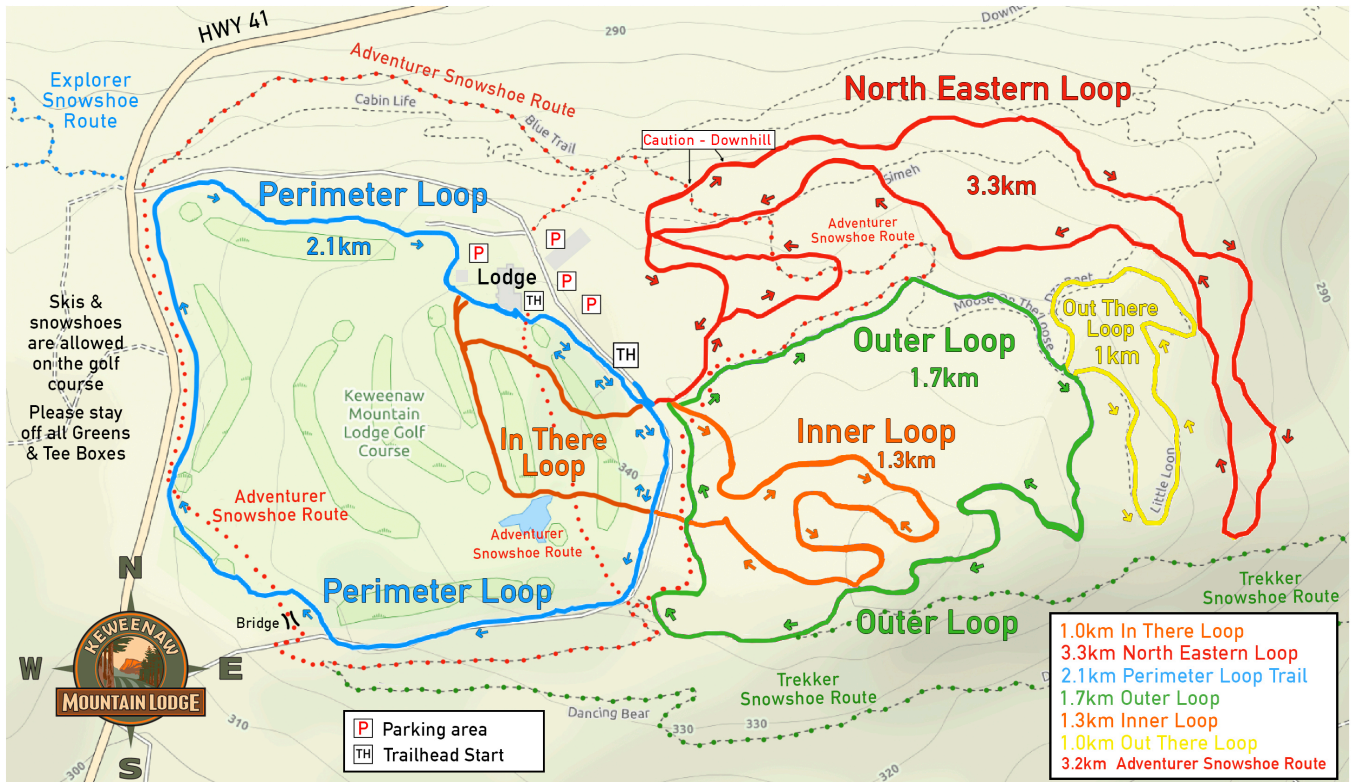 HWY 41
290
Explorer
Snowshoe
Route
Adventurer Snowshoe Route
Cabin Life
Blue Trail
North Eastern Loop
Caution - Downhill
3.3km
Simeh
Adventurer
Snowshoe Route
Perimeter Loop
2.1km
P
P
P
P
Lodge
TH
TH
Moose On The Loose
290
Out There
Loop
1km
Outer Loop
1.7km
Skis &
snowshoes
are allowed
on the golf
course
Please stay
off all Greens
& Tee Boxes
Keweenaw
Mountain
Lodge Golf
Course
In There
Loop
340
Inner Loop
1.3km
Little Loon
Adventurer
Snowshoe Route
Adventurer
Snowshoe Route
Perimeter Loop
Bridge
Outer Loop
Trekker
Snowshoe Route
Trekker
Snowshoe Route
Dancing Bear
330
330
310
300
320
N
W
E
S
KEWEENAW
MOUNTAIN LODGE
P Parking area
TH Trailhead Start
1.0km In There Loop
3.3km North Eastern Loop
2.1km Perimeter Loop Trail
1.7km Outer Loop
1.3km Inner Loop
1.0km Out There Loop
3.2km Adventurer Snowshoe Route